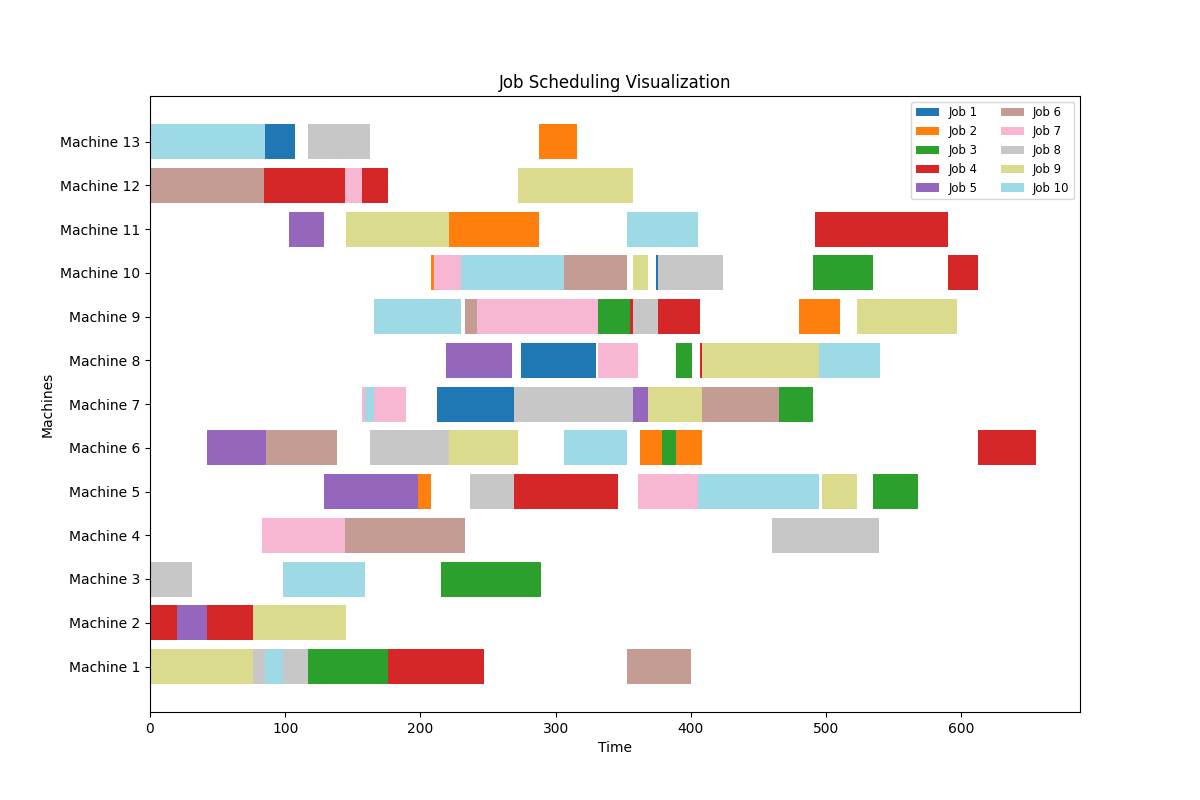 Job Scheduling Visualization
Job 1
Job 2
Job 3
Job 4
Job 5
Job 6
Job 7
Job 8
Job 9
Job 10
Machine 13
Machine 12
Machine 11
Machine 10
Machine 9
Machine 8
Machine 7
Machine 6
Machine 5
Machine 4
Machine 3
Machine 2
Machine 1
Machines
0 100 200 300 400 500 600
Time